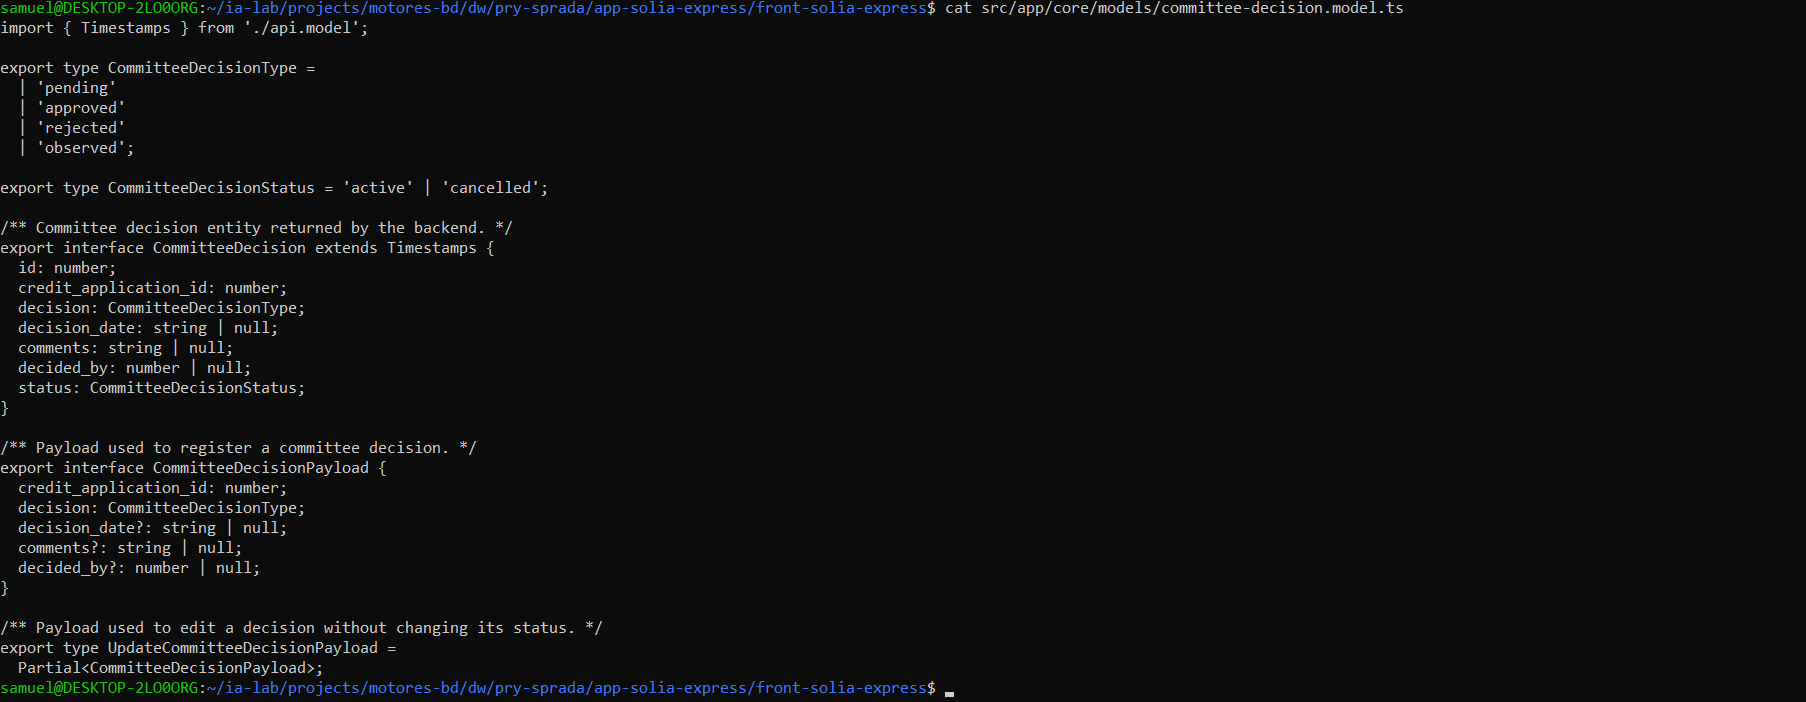 samuel@DESKTOP-2LO0ORG:~/ia-lab/projects/motores-bd/dw/pry-sprada/app-solia-express/front-solia-express$ cat src/app/core/models/committee-decision.model.ts
import { Timestamps } from './api.model';

export type CommitteeDecisionType =
  | 'pending'
  | 'approved'
  | 'rejected'
  | 'observed';

export type CommitteeDecisionStatus = 'active' | 'cancelled';

/** Committee decision entity returned by the backend. */
export interface CommitteeDecision extends Timestamps {
  id: number;
  credit_application_id: number;
  decision: CommitteeDecisionType;
  decision_date: string | null;
  comments: string | null;
  decided_by: number | null;
  status: CommitteeDecisionStatus;
}

/** Payload used to register a committee decision. */
export interface CommitteeDecisionPayload {
  credit_application_id: number;
  decision: CommitteeDecisionType;
  decision_date?: string | null;
  comments?: string | null;
  decided_by?: number | null;
}

/** Payload used to edit a decision without changing its status. */
export type UpdateCommitteeDecisionPayload =
  Partial<CommitteeDecisionPayload>;
samuel@DESKTOP-2LO0ORG:~/ia-lab/projects/motores-bd/dw/pry-sprada/app-solia-express/front-solia-express$